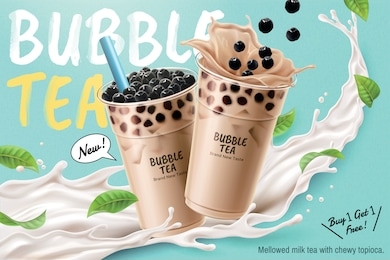 BUBBLE
TEA
New!
BUBBLE
TEA
Brand New Taste
BUBBLE
TEA
Brand New Taste
Buy 1 Get 1
Free!
Mellowed milk tea with chewy topioca.